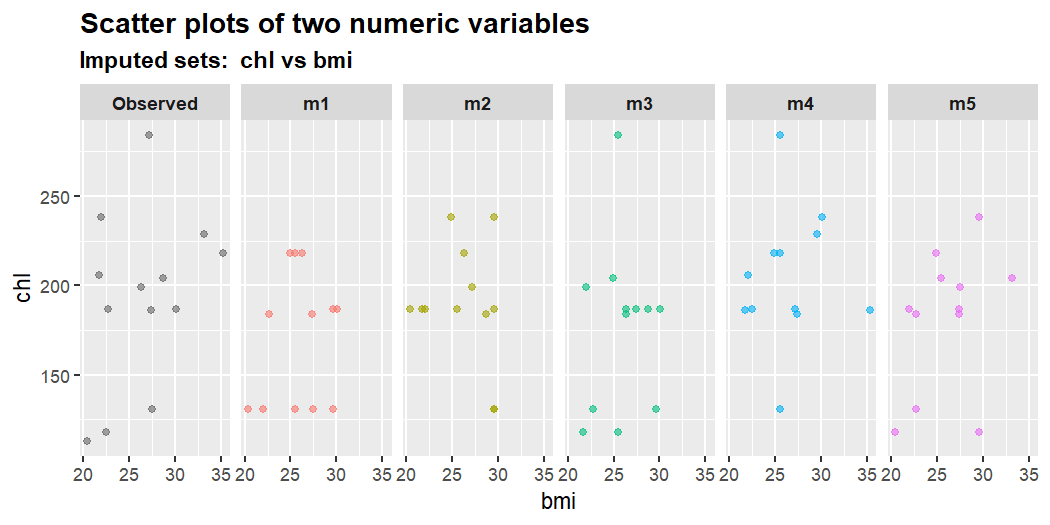 Scatter plots of two numeric variables
Imputed sets: chl vs bmi
Observed m1 m2 m3 m4 m5
chl
250
200
150
20 25 30 35 20 25 30 35 20 25 30 35 20 25 30 35 20 25 30 35 20 25 30 35
bmi